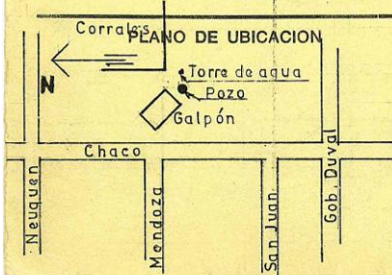 Corrales
PLANO DE UBICACION
N
Torre de agua
Pozo
Galpón
Chaco
Neuquen
Mendoza
San Juan
Gob. Duval